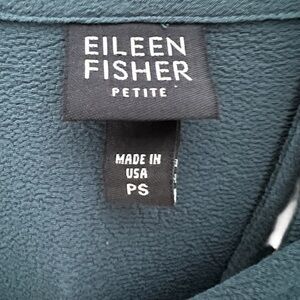 EILEEN
FISHER
PETITE
MADE IN
USA
PS